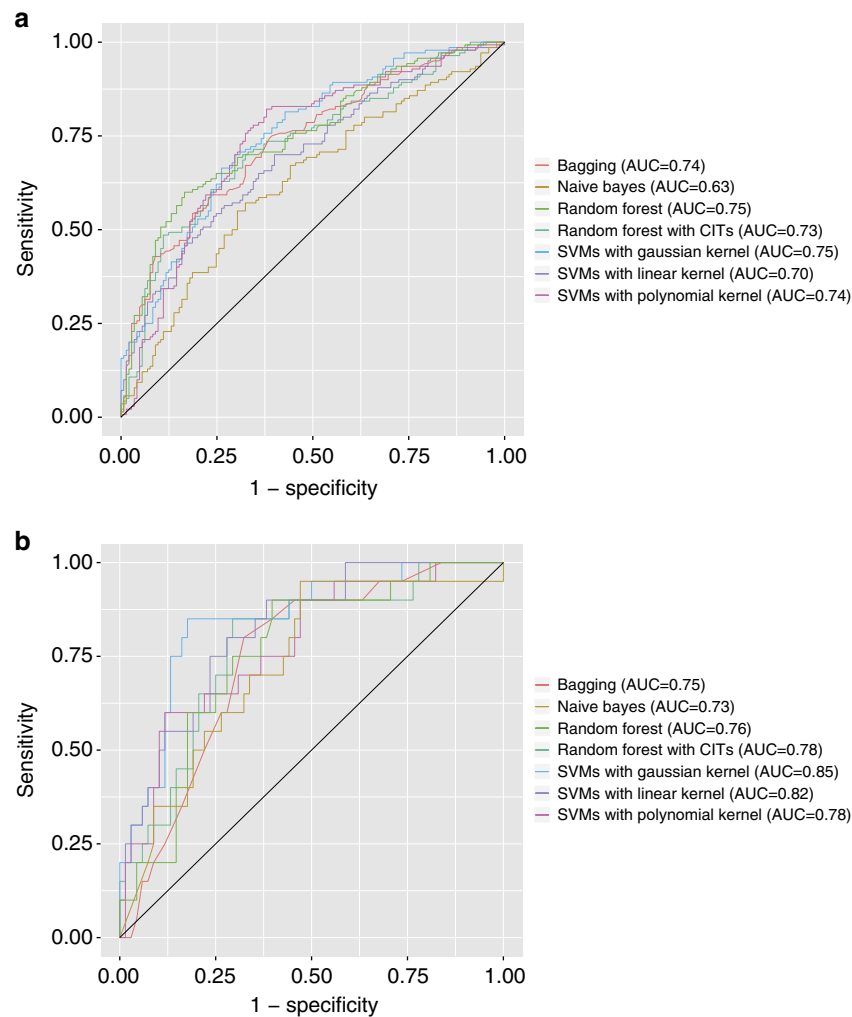 a
1.00
0.75
0.50
0.25
0.00
Sensitivity
0.00 0.25 0.50 0.75 1.00
1 − specificity
Bagging (AUC=0.74)
Naive bayes (AUC=0.63)
Random forest (AUC=0.75)
Random forest with CITs (AUC=0.73)
SVMs with gaussian kernel (AUC=0.75)
SVMs with linear kernel (AUC=0.70)
SVMs with polynomial kernel (AUC=0.74)
b
1.00
0.75
0.50
0.25
0.00
Sensitivity
0.00 0.25 0.50 0.75 1.00
1 − specificity
Bagging (AUC=0.75)
Naive bayes (AUC=0.73)
Random forest (AUC=0.76)
Random forest with CITs (AUC=0.78)
SVMs with gaussian kernel (AUC=0.85)
SVMs with linear kernel (AUC=0.82)
SVMs with polynomial kernel (AUC=0.78)